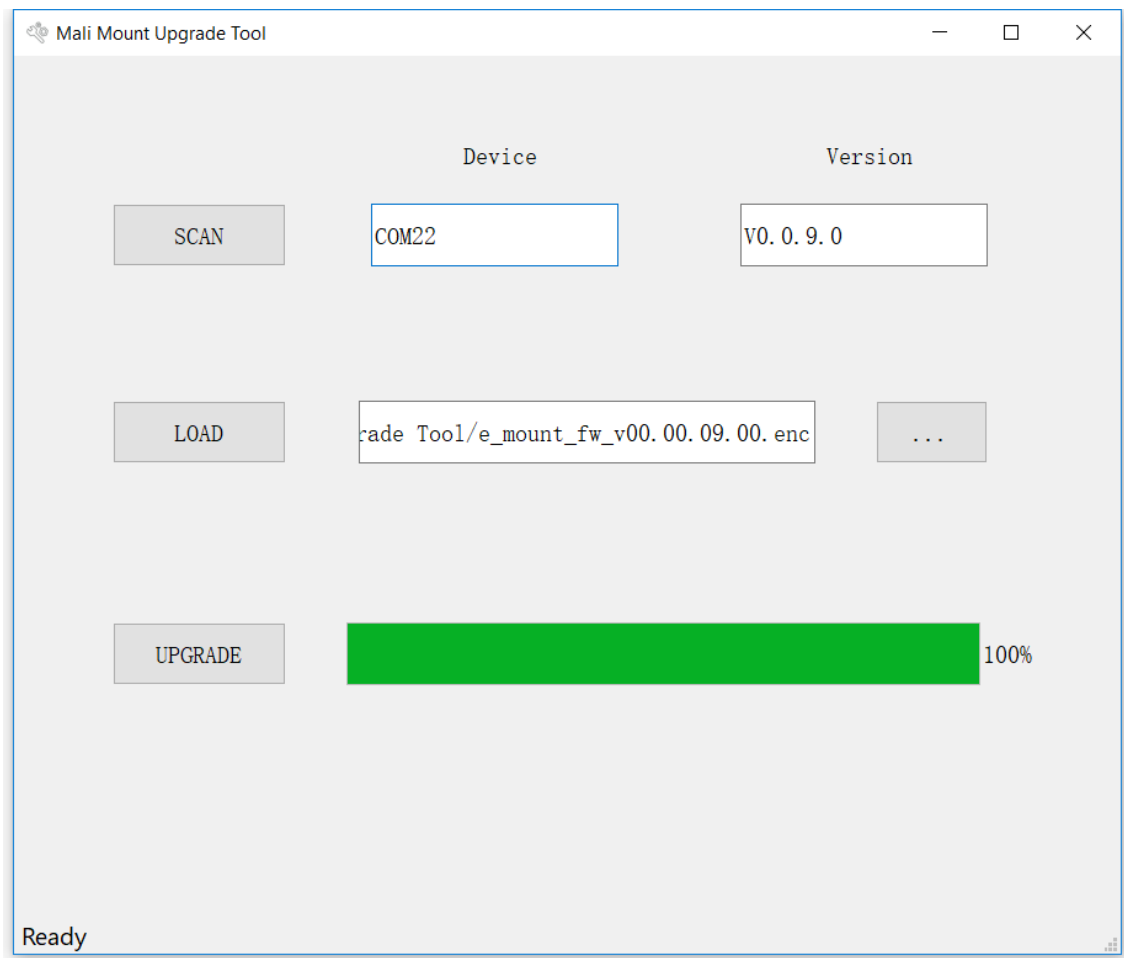 Mali Mount Upgrade Tool
Device Version
SCAN COM22 V0.0.9.0
LOAD rade Tool/e_mount_fw_v00.00.09.00.enc ...
UPGRADE 100%
Ready